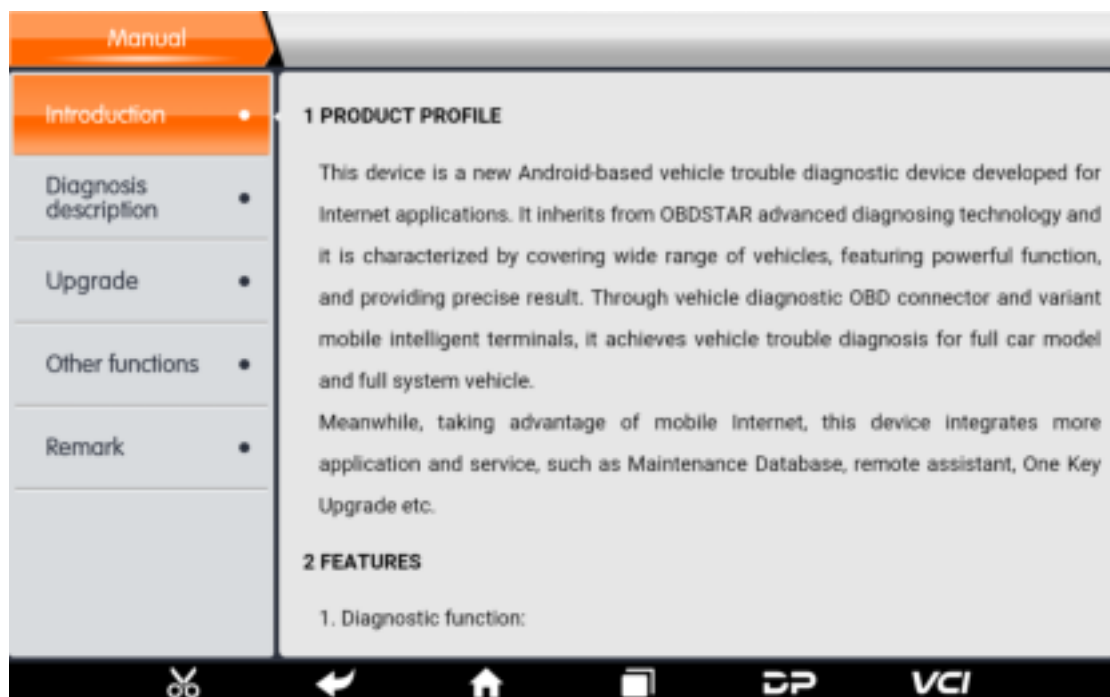 Manual
Introduction
Diagnosis
description
Upgrade
Other functions
Remark
1 PRODUCT PROFILE
This device is a new Android-based vehicle trouble diagnostic device developed for
Internet applications. It inherits from OBDSTAR advanced diagnosing technology and
it is characterized by covering wide range of vehicles, featuring powerful function,
and providing precise result. Through vehicle diagnostic OBD connector and variant
mobile intelligent terminals, it achieves vehicle trouble diagnosis for full car model
and full system vehicle.
Meanwhile, taking advantage of mobile Internet, this device integrates more
application and service, such as Maintenance Database, remote assistant, One Key
Upgrade etc.
2 FEATURES
1. Diagnostic function:
DP
VCI